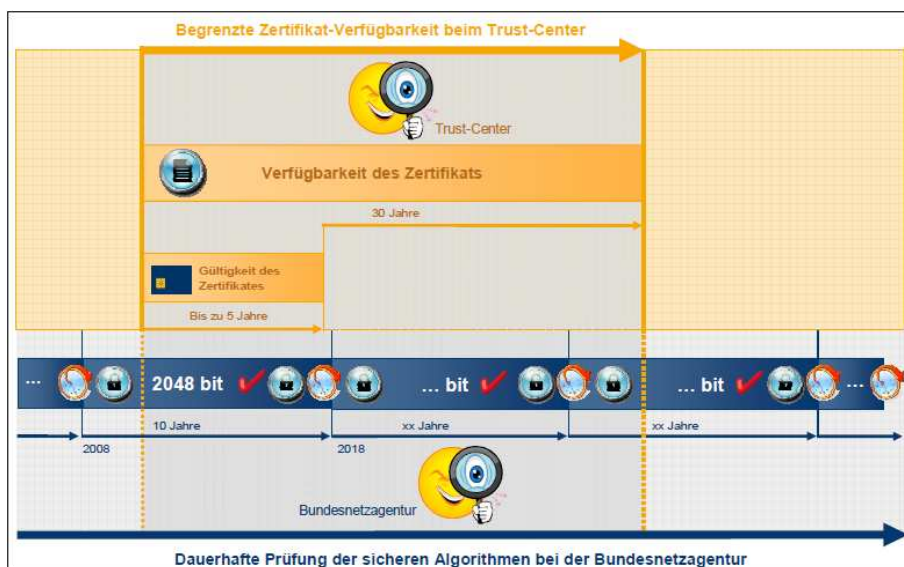 Begrenzte Zertifikat-Verfügbarkeit beim Trust-Center
Trust-Center
Verfügbarkeit des Zertifikats
30 Jahre
Gültigkeit des
Zertifikates
Bis zu 5 Jahre
... 2048 bit ... bit ... bit ...
10 Jahre xx Jahre xx Jahre
2008 2018
Bundesnetzagentur
Dauerhafte Prüfung der sicheren Algorithmen bei der Bundesnetzagentur